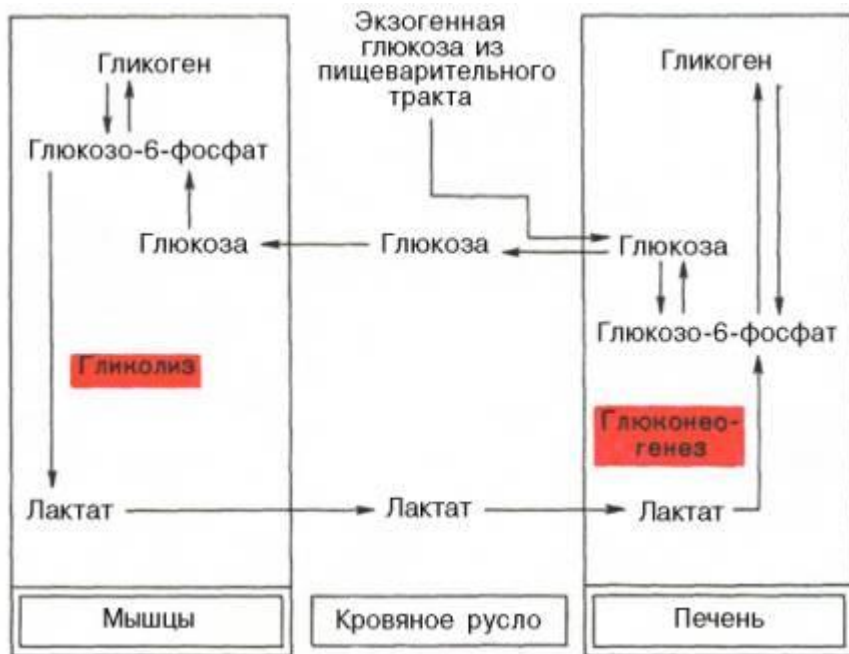 Экзогенная
глюкоза из
пищеварительного
тракта
Гликоген
Гликоген
Глюкозо-6-фосфат
Глюкоза
Глюкоза
Глюкоза
Глюкозо-6-фосфат
Гликолиз
Глюконео-
генез
Лактат
Лактат
Лактат
Мышцы
Кровяное русло
Печень